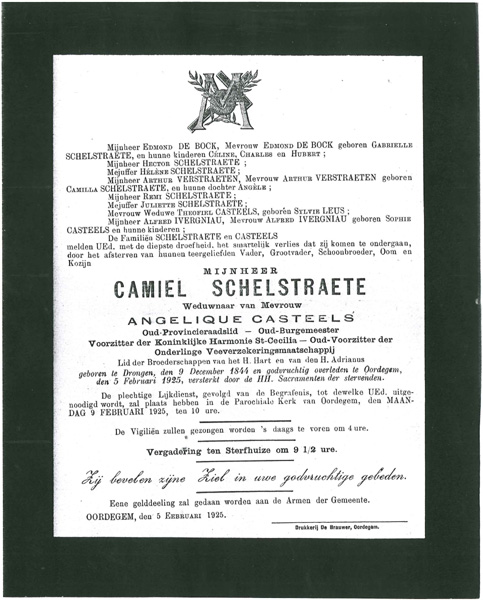 Mijnheer EDMOND DE BOCK, Mevrouw EDMOND DE BOCK geboren GABRIELLE
SCHELSTRAETE, en hunne kinderen CÉLINE, CHARLES en HUBERT ;
Mijnheer HECTOR SCHELSTRAETE ;
Mejuffer HÉLÈNE SCHELSTRAETE ;
Mijnheer ARTHUR VERSTRAETEN, Mevrouw ARTHUR VERSTRAETEN geboren
CAMILLA SCHELSTRAETE, en hunne dochter ANGÈLE ;
Mijnheer REMI SCHELSTRAETE ;
Mejuffer JULIETTE SCHELSTRAETE ;
Mevrouw Weduwe THEOFIEL CASTEELS, geboren SYLVIE LEUS ;
Mijnheer ALFRED IVERGNIAU, Mevrouw ALFRED IVERGNIAU geboren SOPHIE
CASTEELS en hunne kinderen ;
De Familiën SCHELSTRAETE en CASTEELS
melden UEd. met de diepste droefheid, het smartelijk verlies dat zij komen te ondergaan,
door het afsterven van hunnen teergeliefden Vader, Grootvader, Schoonbroeder, Oom en
Kozijn
MIJNHEER
CAMIEL SCHELSTRAETE
Weduwnaar van Mevrouw
ANGELIQUE CASTEELS
Oud-Provincieraadslid — Oud-Burgemeester
Voorzitter der Koninklijke Harmonie St-Cecilia — Oud-Voorzitter der
Onderlinge Veeverzekeringsmaatschappij
Lid der Broederschappen van het H. Hart en van den H. Adrianus
geboren te Drongen, den 9 December 1844 en godvruchtig overleden te Oordegem,
den 5 Februari 1925, versterkt door de HH. Sacramenten der stervenden.
De plechtige Lijkdienst, gevolgd van de Begrafenis, tot dewelke UEd. uitge-
noodigd wordt, zal plaats hebben in de Parochiale Kerk van Oordegem, den MAAN-
DAG 9 FEBRUARI 1925, ten 10 ure.
De Vigiliën zullen gezongen worden 's daags te voren om 4 ure.
Vergadering ten Sterfhuize om 9 1/2 ure.
Zij bevelen zijne Ziel in uwe godvruchtige gebeden.
Eene gelddeeling zal gedaan worden aan de Armen der Gemeente.
OORDEGEM, den 5 FEBRUARI 1925.
Drukkerij De Brauwer, Oordegem.